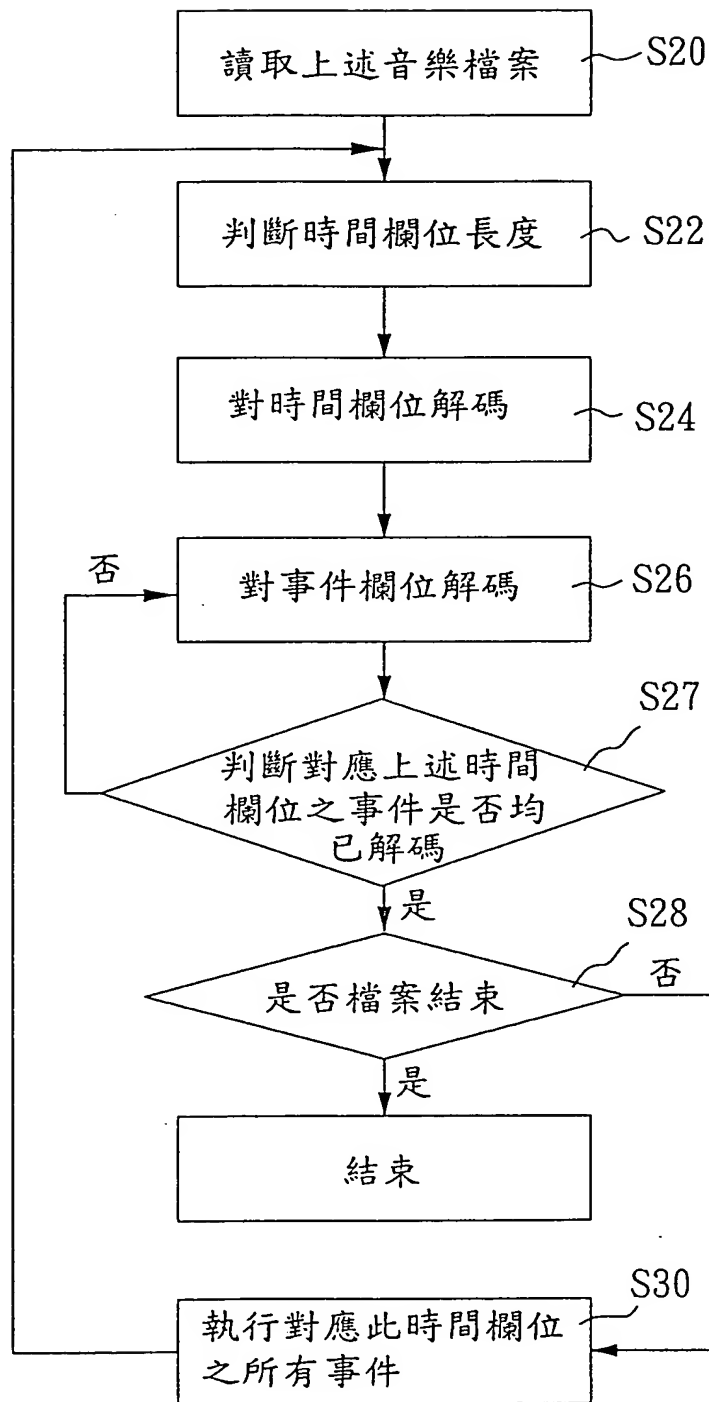 讀取上述音樂檔案
S20
判斷時間欄位長度
S22
對時間欄位解碼
S24
否
對事件欄位解碼
S26
S27
判斷對應上述時間
欄位之事件是否均
已解碼
是
S28
否
是否檔案結束
是
結束
S30
執行對應此時間欄位
之所有事件